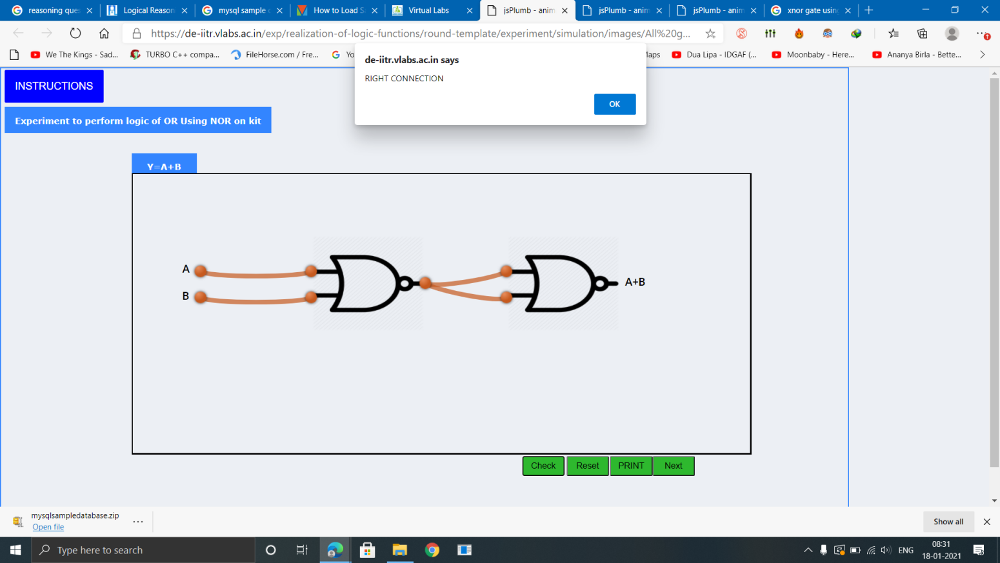 reasoning ques
Logical Reason
mysql sample
How to Load S
Virtual Labs
jsPlumb - anim
jsPlumb - anim
jsPlumb - anim
xnor gate usin
https://de-iitr.vlabs.ac.in/exp/realization-of-logic-functions/round-template/experiment/simulation/images/All%20g...
We The Kings - Sad...
TURBO C++ compa...
FileHorse.com / Fre...
Yo
Maps
Dua Lipa - IDGAF (...
Moonbaby - Here...
Ananya Birla - Bette...
de-iitr.vlabs.ac.in says
RIGHT CONNECTION
OK
INSTRUCTIONS
Experiment to perform logic of OR Using NOR on kit
Y=A+B
A
B
A+B
Check
Reset
PRINT
Next
mysqlsampledatabase.zip
Open file
Show all
Type here to search
ENG
08:31
18-01-2021